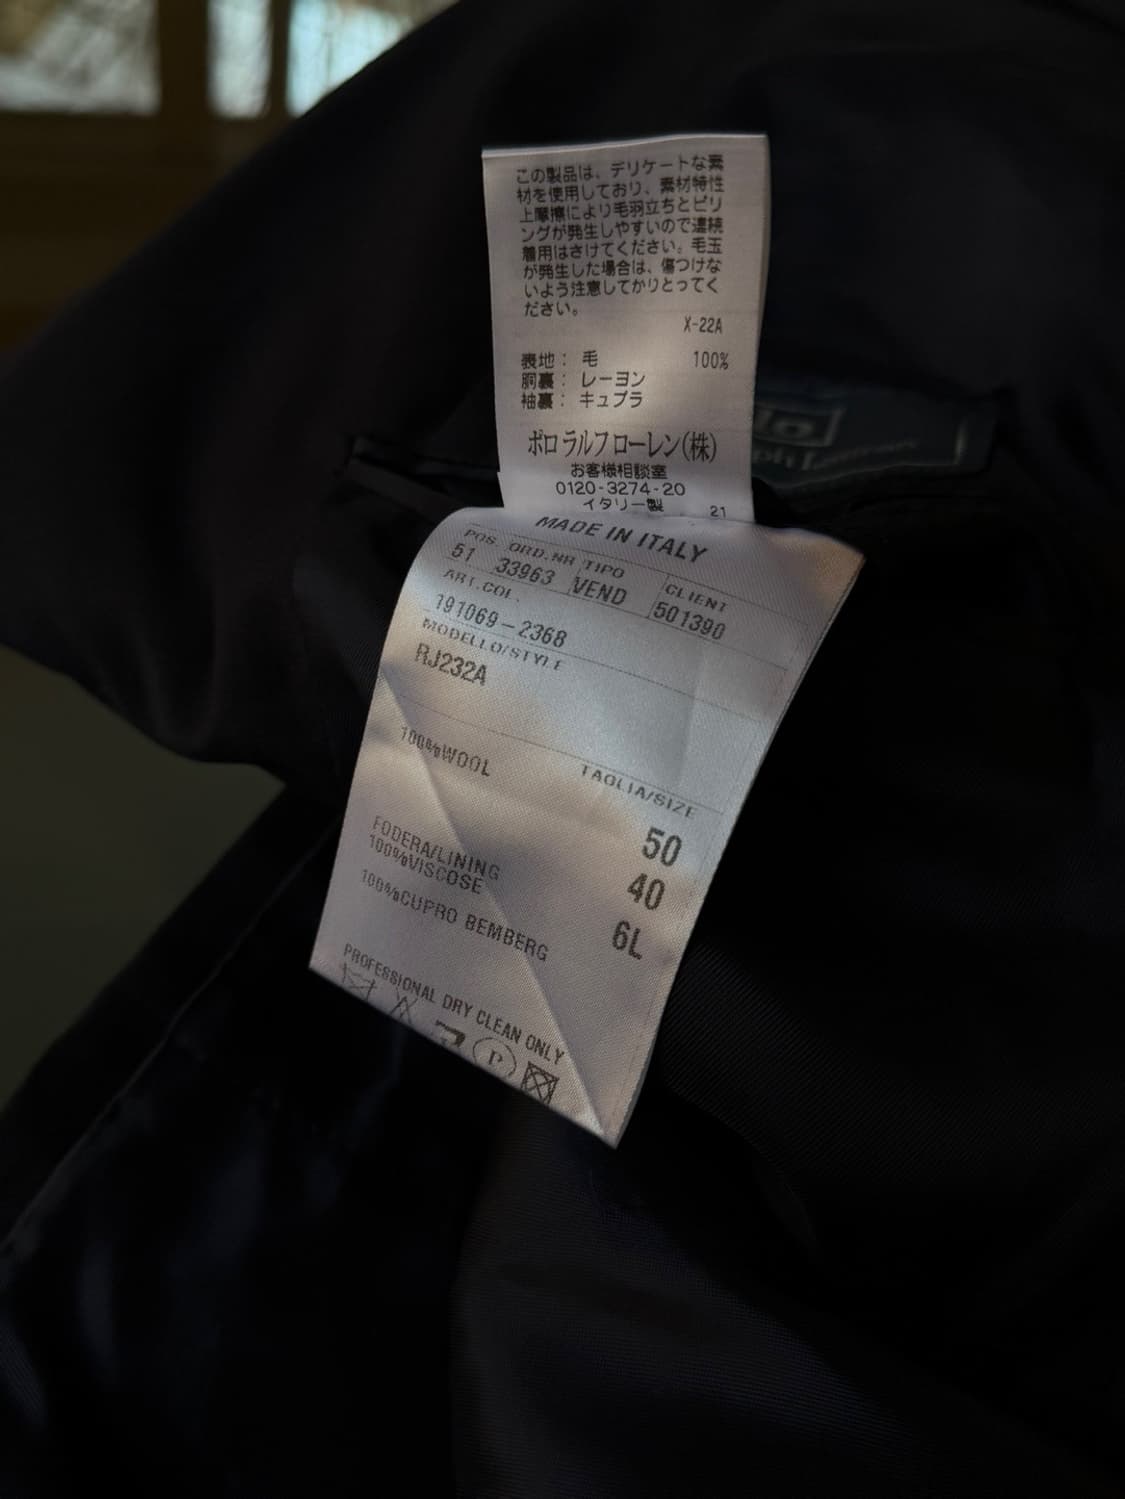 この製品は、デリケートな素
材を使用しており、素材特性
上摩擦により毛羽立ちとピリ
ングが発生しやすいので連続
着用はさけてください。毛玉
が発生した場合は、傷つけな
いよう注意してかりとってく
ださい。
X-22A
表地： 毛 100%
胴裏： レーヨン
袖裏： キュプラ
ポロ ラルフ ローレン(株)
お客様相談室
0120-3274-20
イタリー製 21
lo
ph Lauren
MADE IN ITALY
POS. ORD.NR TIPO CLIENT
51 33963 VEND 501390
ART.COL.
191069-2368
MODELLO/STYLE
RJ232A
100%WOOL
TAGLIA/SIZE
50
40
6L
FODERA/LINING
100%VISCOSE
100%CUPRO BEMBERG
PROFESSIONAL DRY CLEAN ONLY
P